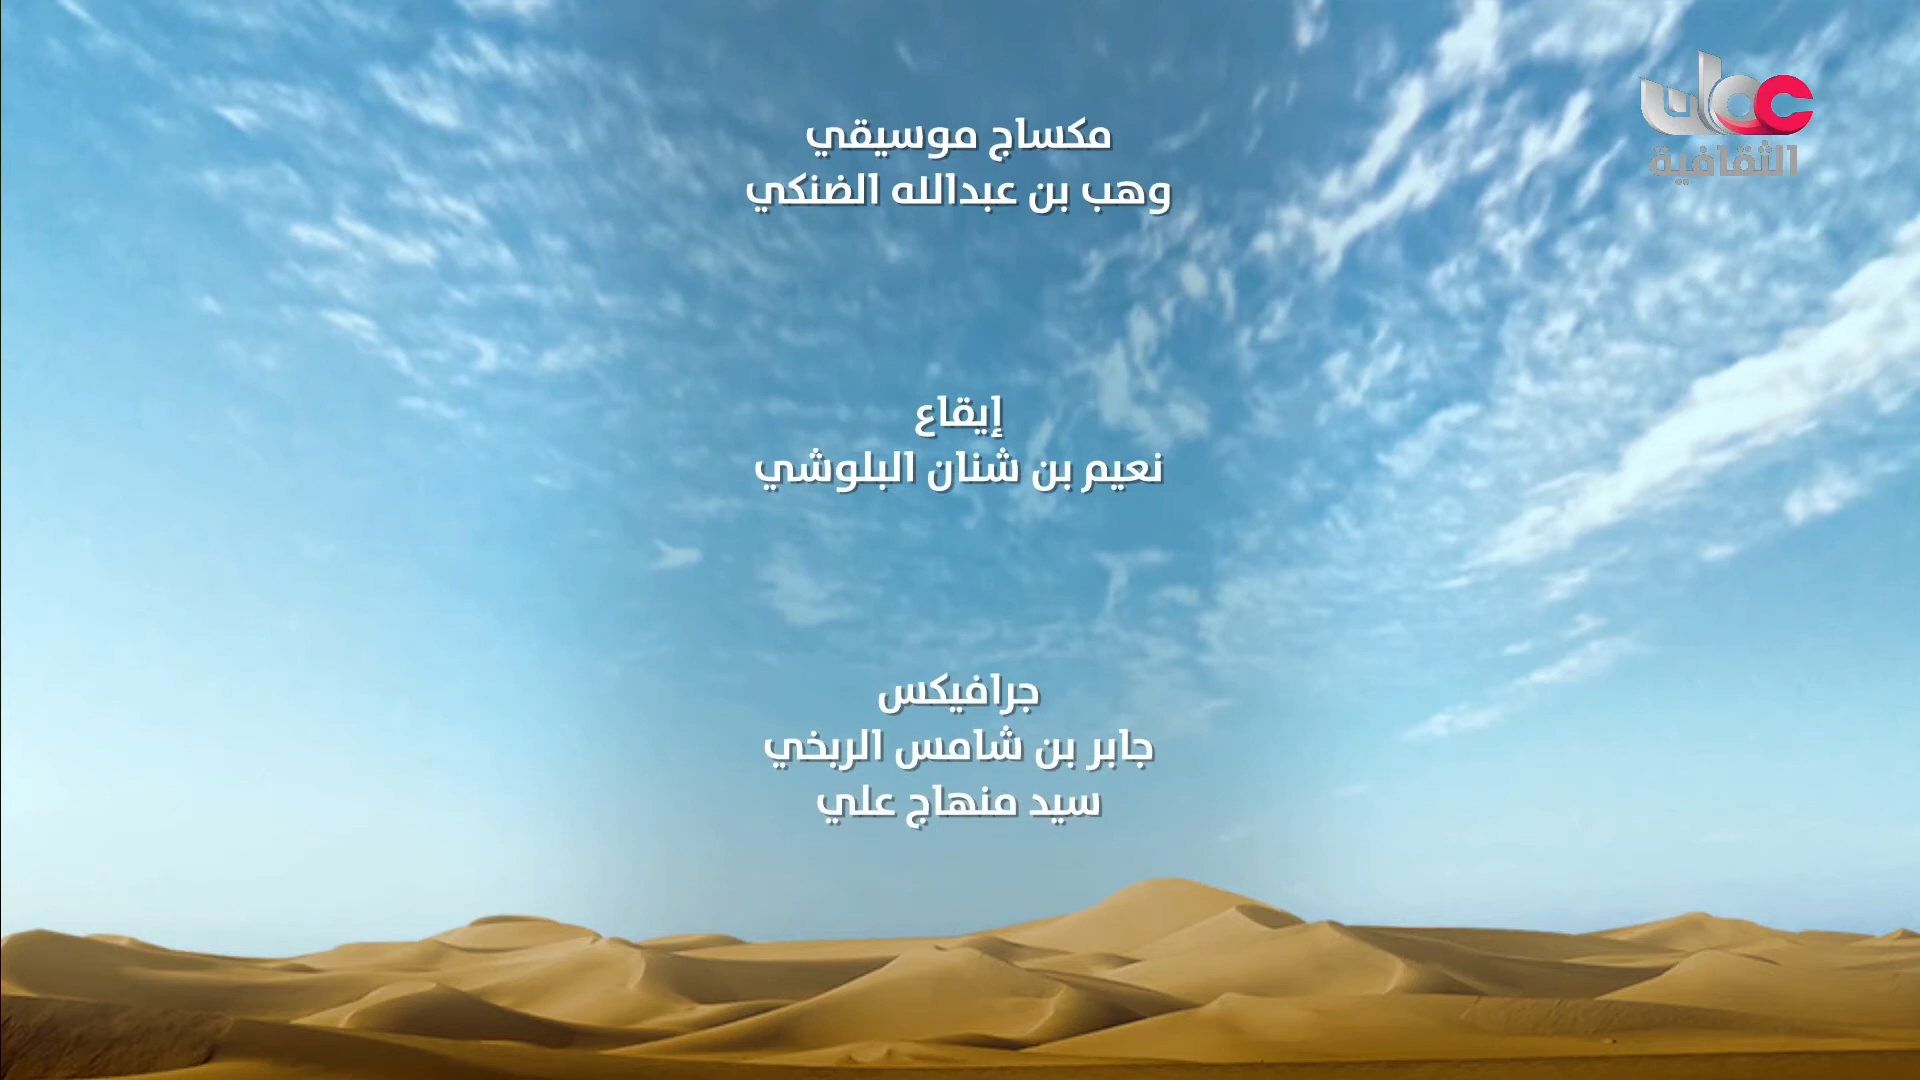 عمان
الثقافية
مكساج موسيقي
وهب بن عبدالله الضنكي
إيقاع
نعيم بن شنان البلوشي
جرافيكس
جابر بن شامس الربخي
سيد منهاج علي